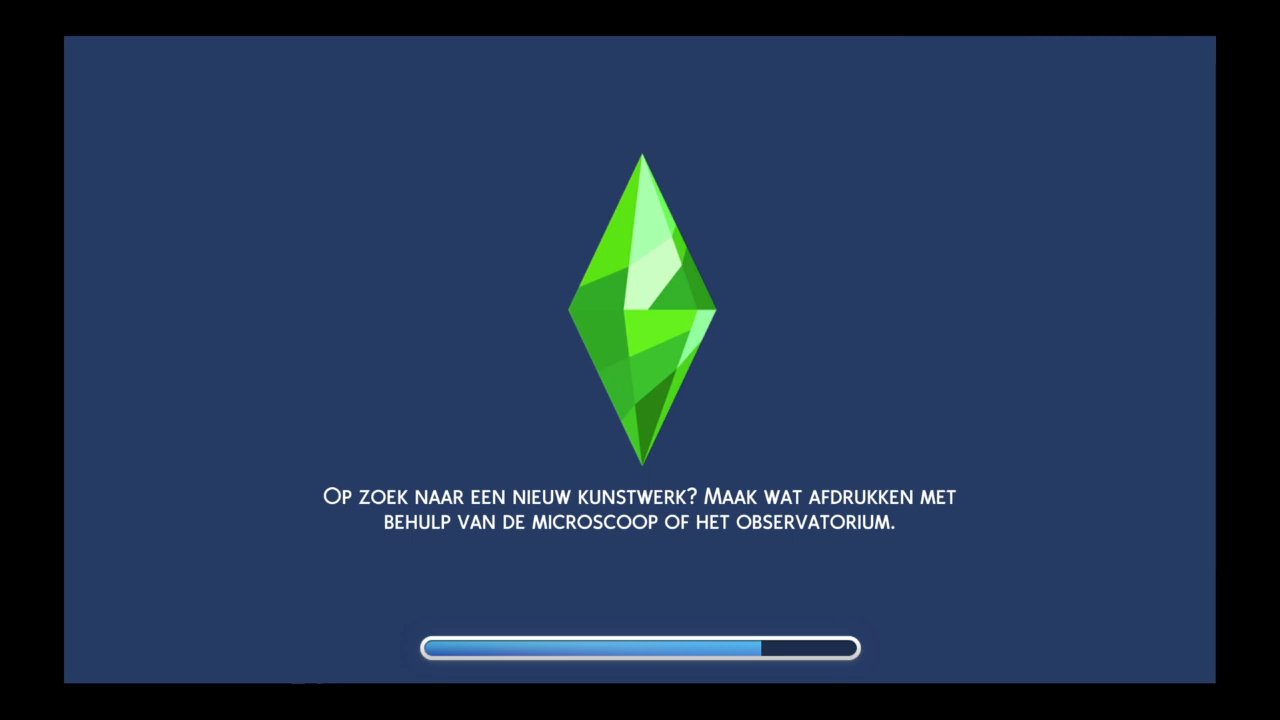 Op zoek naar een nieuw kunstwerk? Maak wat afdrukken met
behulp van de microscoop of het observatorium.